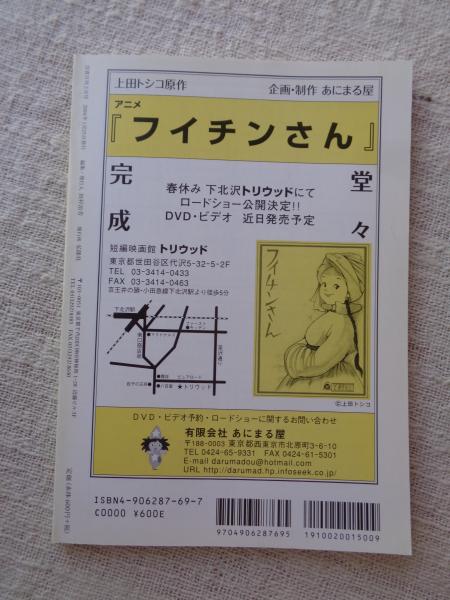 上田トシコ原作
企画・制作 あにまる屋
アニメ
『フイチンさん』
堂々
完成
春休み 下北沢トリウッドにて
ロードショー公開決定!!
DVD・ビデオ 近日発売予定
短編映画館 トリウッド
東京都世田谷区代沢5-32-5-2F
TEL 03-3414-0433
FAX 03-3414-0463
京王井の頭・小田急線下北沢駅より徒歩5分
下北沢駅
★トリウッド
フイチンさん
©上田トシコ
DVD・ビデオ予約・ロードショーに関するお問い合わせ
有限会社 あにまる屋
〒188-0003 東京都西東京市北原町3-6-10
TEL 0424-65-9331 FAX 0424-61-5301
E-mail darumadou@hotmail.com
URL http://darumad.hp.infoseek.co.jp/
ISBN4-906287-69-7
C0000 ¥600E
9704906287695
1910020015009